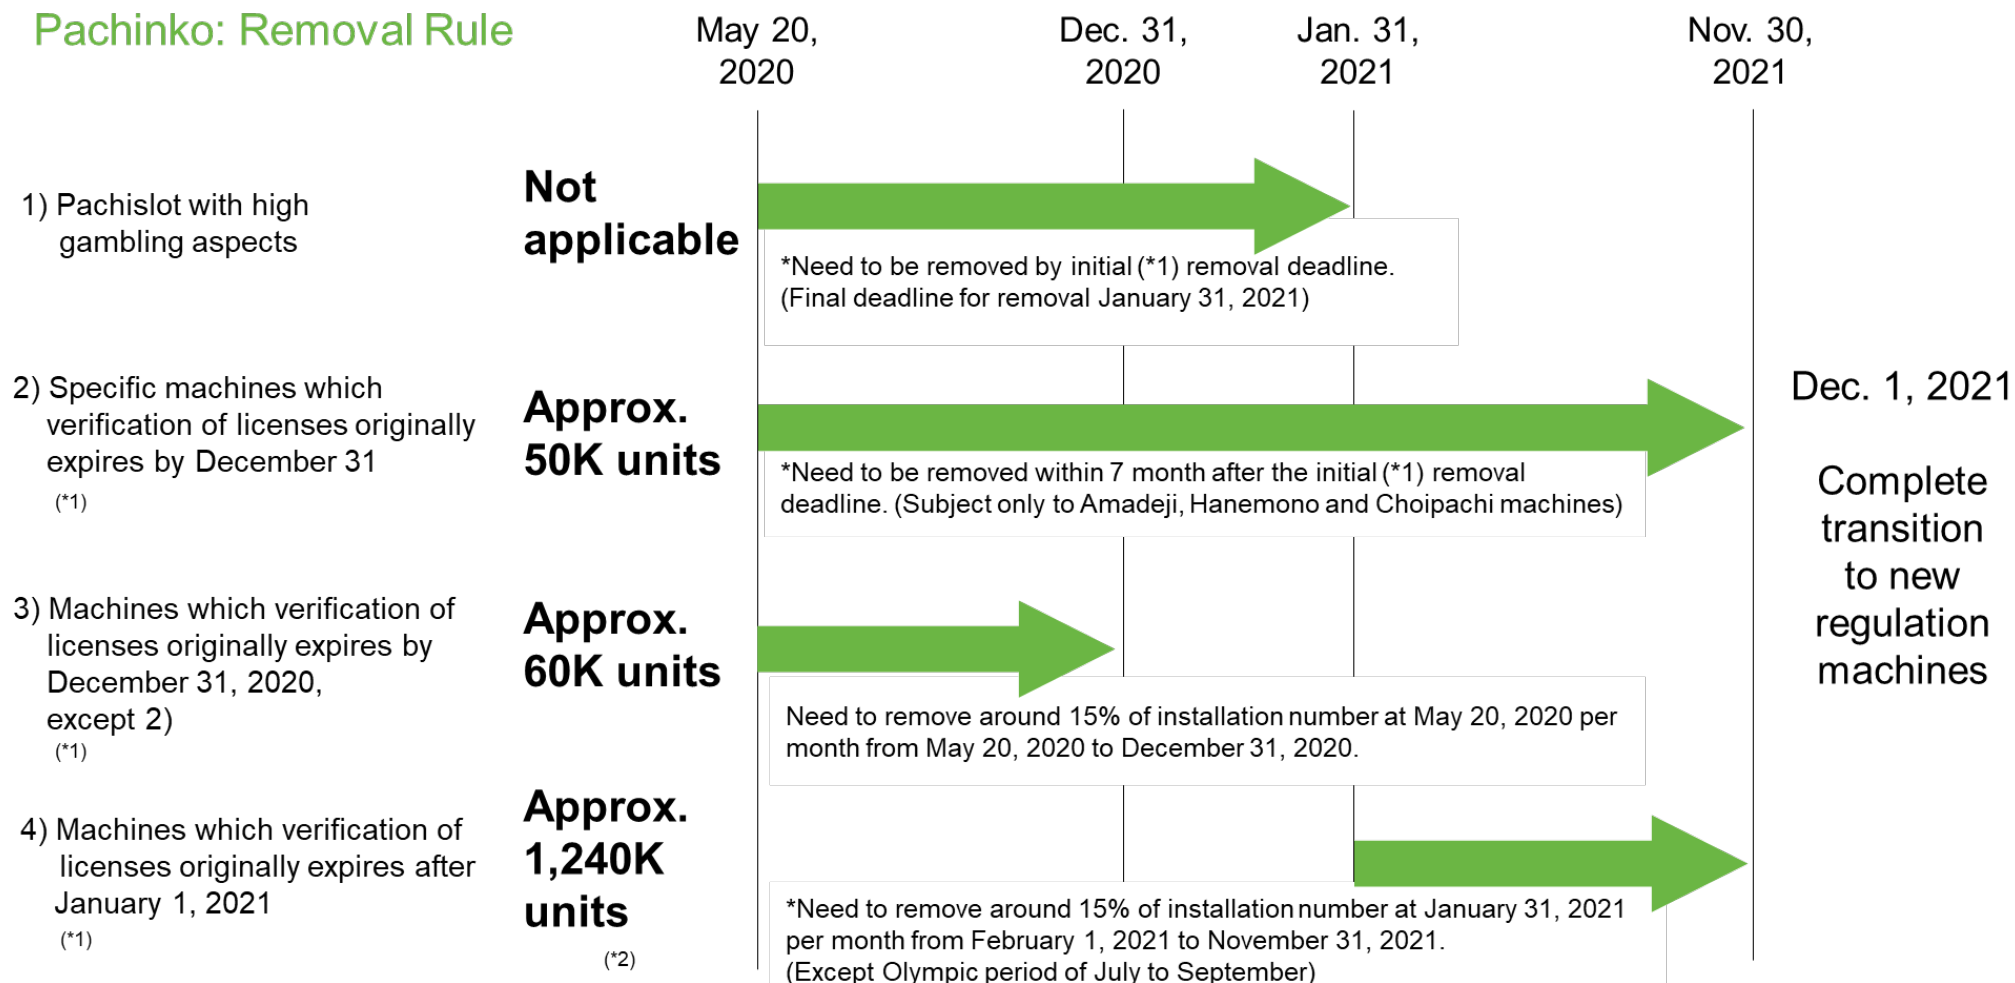 Pachinko: Removal Rule
May 20,
2020
Dec. 31,
2020
Jan. 31,
2021
Nov. 30,
2021
1) Pachislot with high
gambling aspects
Not
applicable
*Need to be removed by initial (*1) removal deadline.
(Final deadline for removal January 31, 2021)
2) Specific machines which
verification of licenses originally
expires by December 31
(*1)
Approx.
50K units
*Need to be removed within 7 month after the initial (*1) removal
deadline. (Subject only to Amadeji, Hanemono and Choipachi machines)
3) Machines which verification of
licenses originally expires by
December 31, 2020,
except 2)
(*1)
Approx.
60K units
Need to remove around 15% of installation number at May 20, 2020 per
month from May 20, 2020 to December 31, 2020.
4) Machines which verification of
licenses originally expires after
January 1, 2021
(*1)
Approx.
1,240K
units
(*2)
*Need to remove around 15% of installation number at January 31, 2021
per month from February 1, 2021 to November 31, 2021.
(Except Olympic period of July to September)
Dec. 1, 2021
Complete
transition
to new
regulation
machines